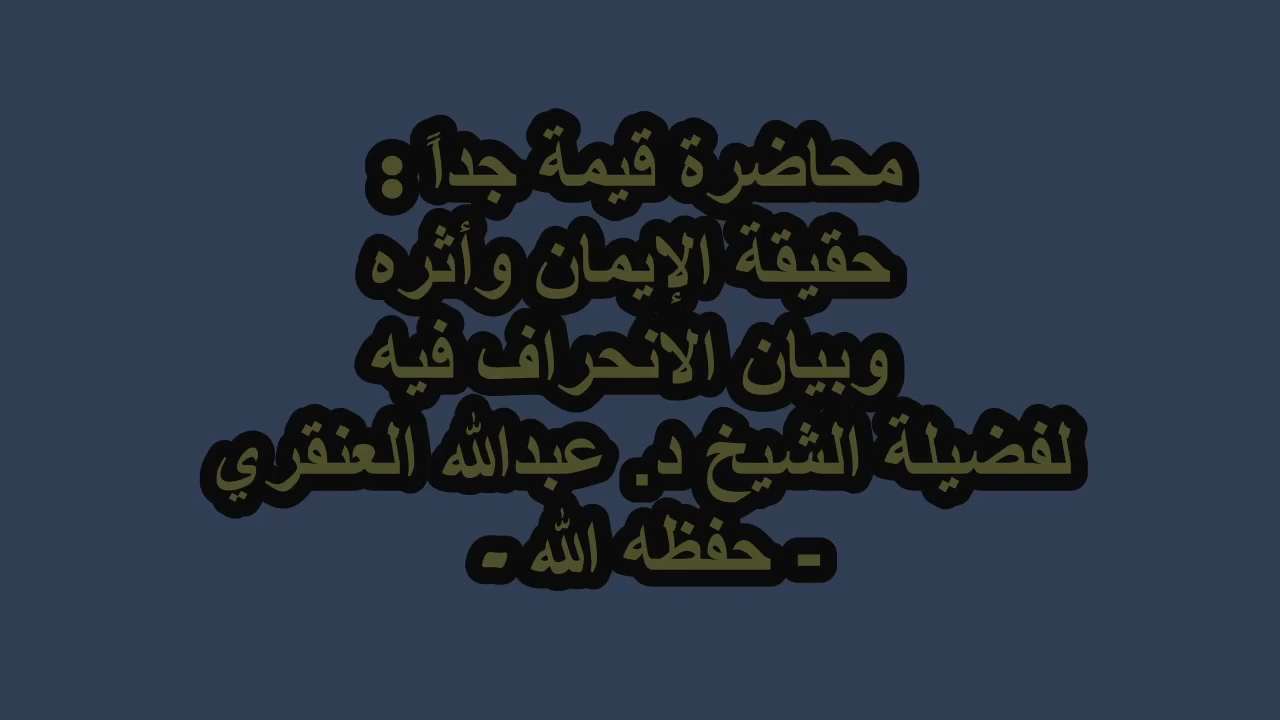 محاضرة قيمة جداً :
حقيقة الإيمان وأثره
وبيان الانحراف فيه
لفضيلة الشيخ د. عبدالله العنقري
- حفظه الله -